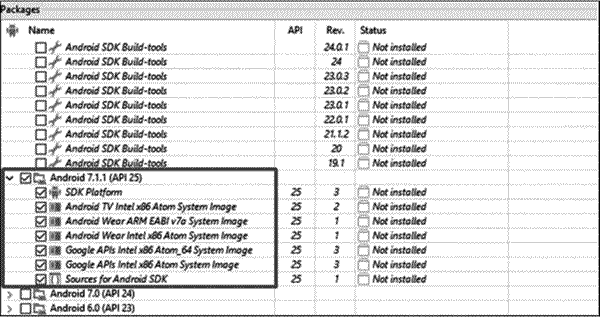 Packages
Name API Rev. Status
Android SDK Build-tools 24.0.1 Not installed
Android SDK Build-tools 24 Not installed
Android SDK Build-tools 23.0.3 Not installed
Android SDK Build-tools 23.0.2 Not installed
Android SDK Build-tools 23.0.1 Not installed
Android SDK Build-tools 22.0.1 Not installed
Android SDK Build-tools 21.1.2 Not installed
Android SDK Build-tools 20 Not installed
Android SDK Build-tools 19.1 Not installed
Android 7.1.1 (API 25)
SDK Platform 25 3 Not installed
Android TV Intel x86 Atom System Image 25 2 Not installed
Android Wear ARM EABI v7a System Image 25 1 Not installed
Android Wear Intel x86 Atom System Image 25 1 Not installed
Google APIs Intel x86 Atom_64 System Image 25 3 Not installed
Google APIs Intel x86 Atom System Image 25 3 Not installed
Sources for Android SDK 25 1 Not installed
Android 7.0 (API 24)
Android 6.0 (API 23)